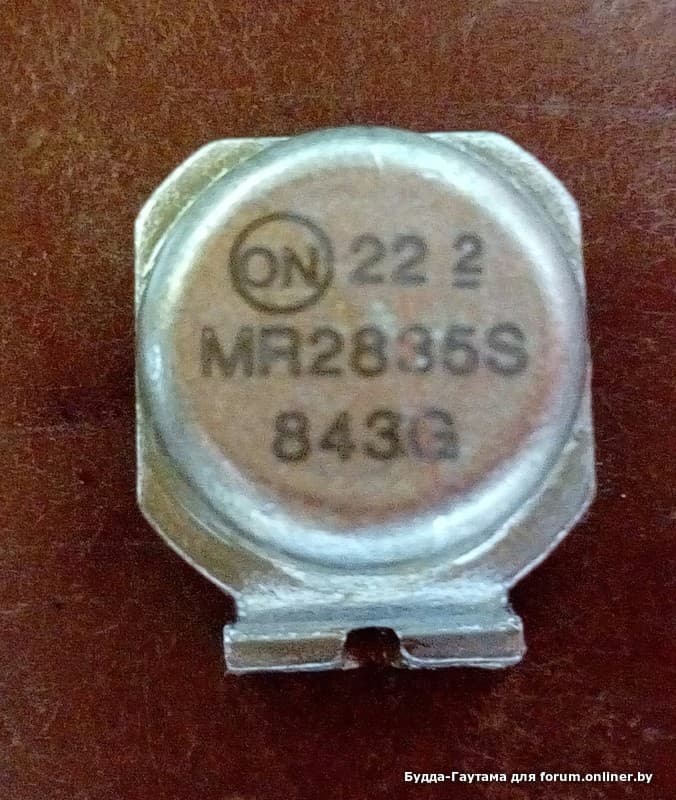 ON 22 2
MR2835S
843G
Будда-Гаутама для forum.onliner.by